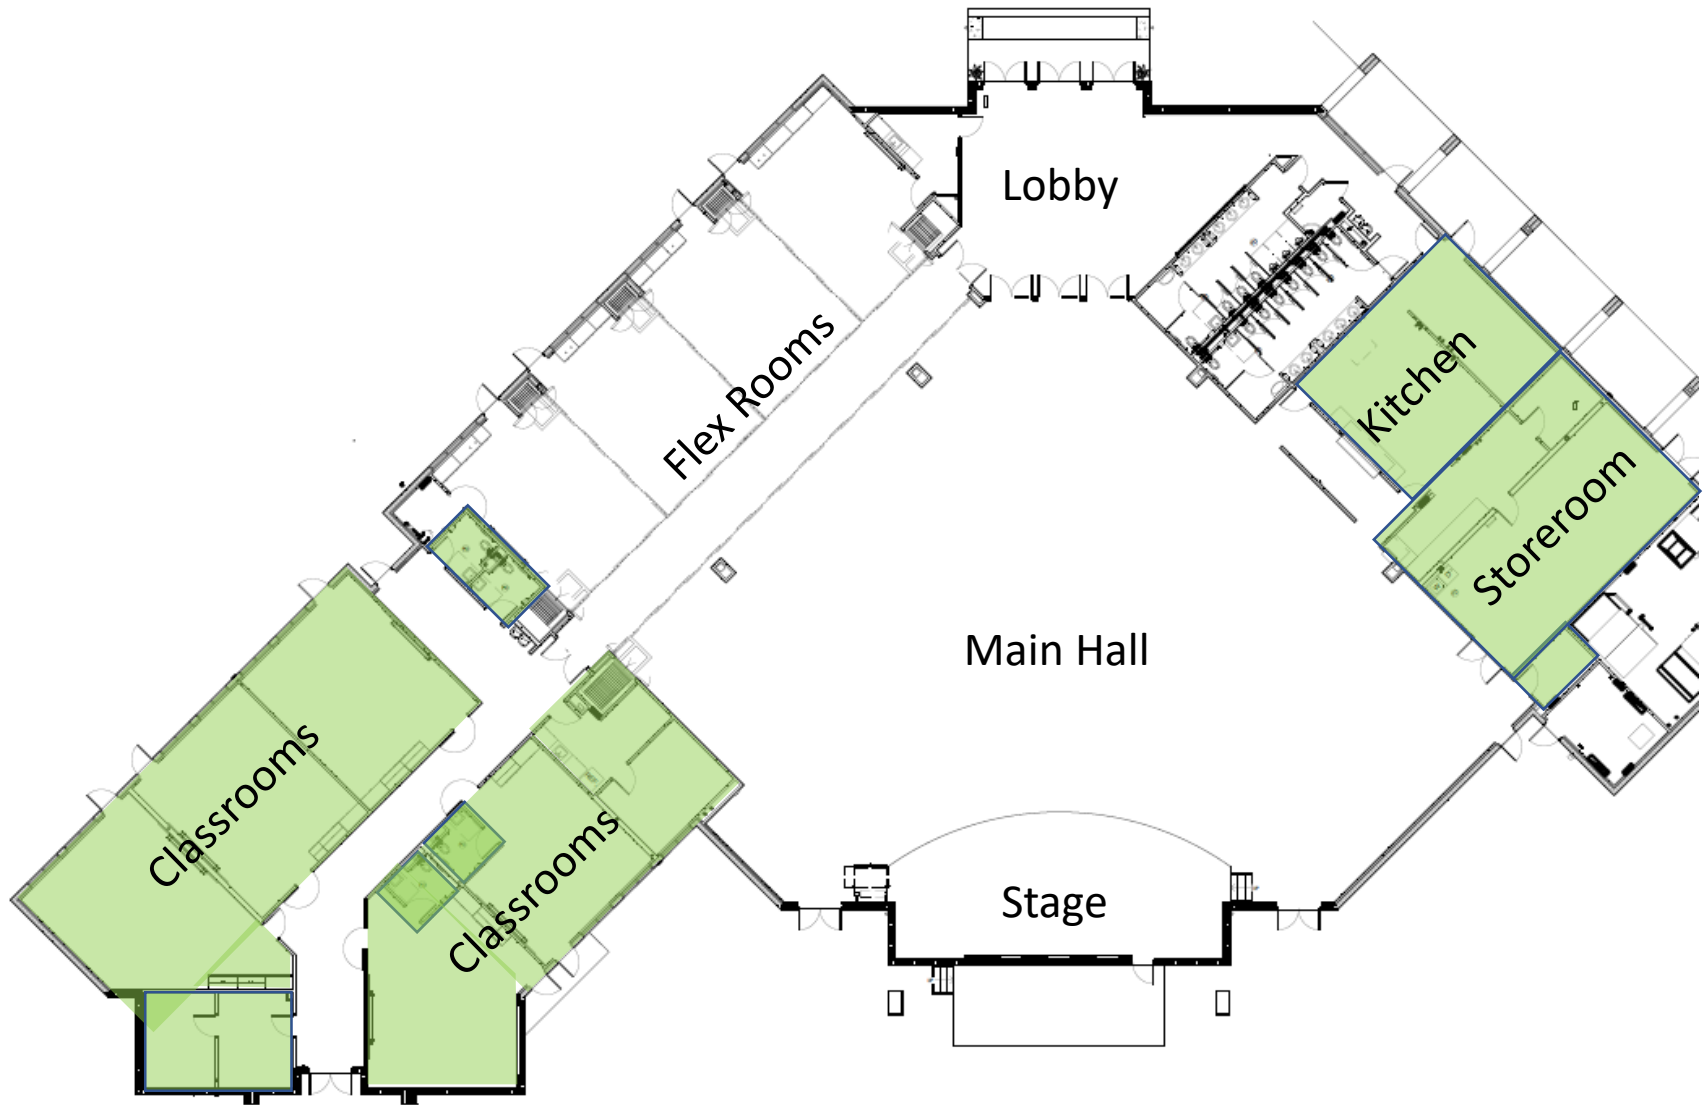 Lobby
Flex Rooms
Kitchen
Storeroom
Main Hall
Classrooms
Classrooms
Stage